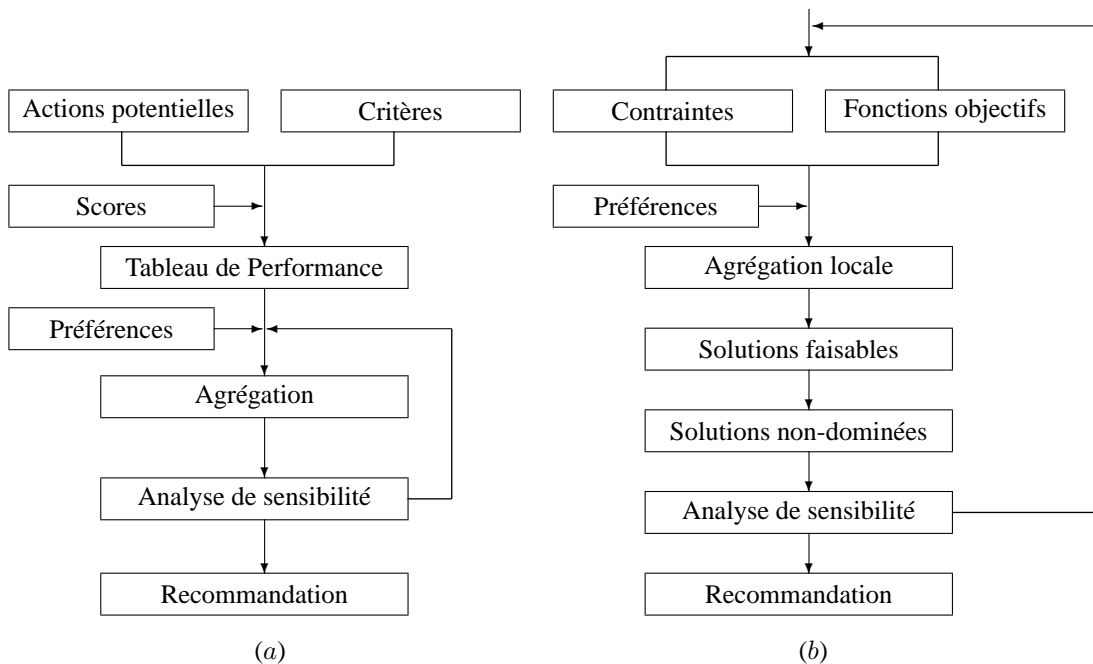 Actions potentielles
Critères
Scores
Tableau de Performance
Préférences
Agrégation
Analyse de sensibilité
Recommandation
(a)
Contraintes
Fonctions objectifs
Préférences
Agrégation locale
Solutions faisables
Solutions non-dominées
Analyse de sensibilité
Recommandation
(b)